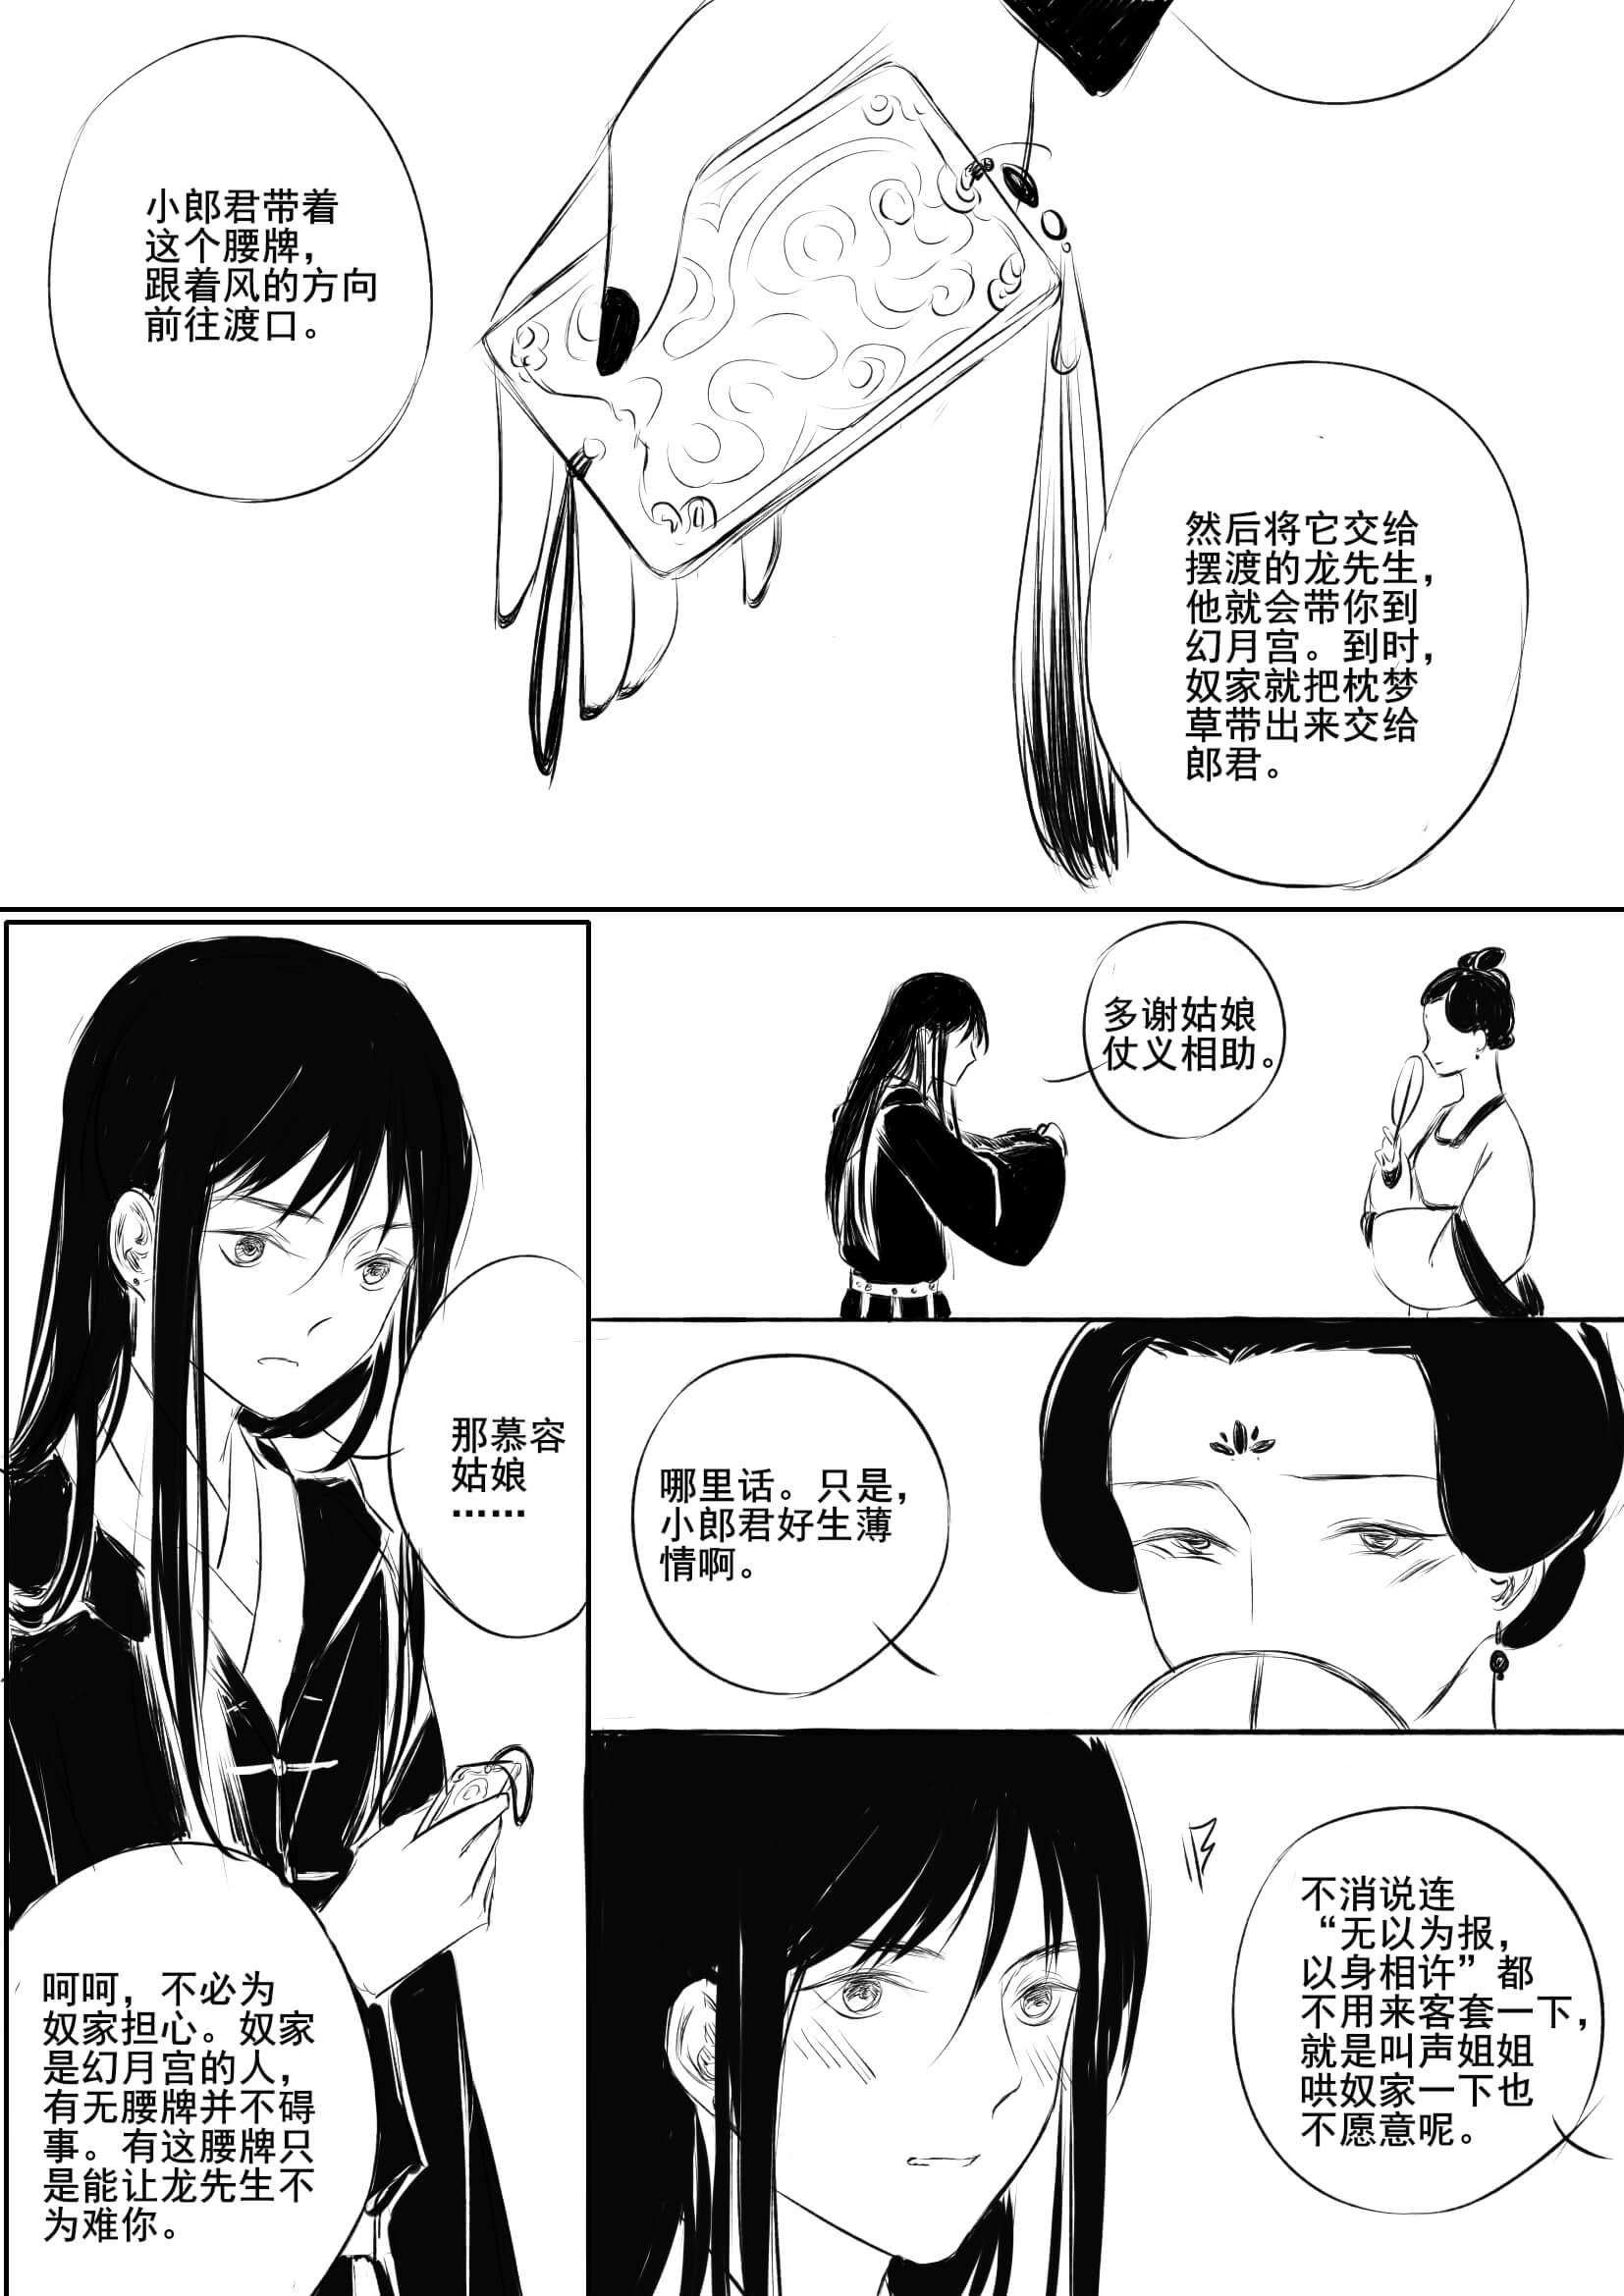 小郎君带着
这个腰牌，
跟着风的方向
前往渡口。
然后将它交给
摆渡的龙先生，
他就会带你到
幻月宫。到时，
奴家就把枕梦
草带出来交给
郎君。
那慕容
姑娘
……
呵呵，不必为
奴家担心。奴家
是幻月宫的人，
有无腰牌并不碍
事。有这腰牌只
是能让龙先生不
为难你。
多谢姑娘
仗义相助。
哪里话。只是，
小郎君好生薄
情啊。
不消说连
“无以为报，
以身相许”都
不用来客套一下，
就是叫声姐姐
哄奴家一下也
不愿意呢。